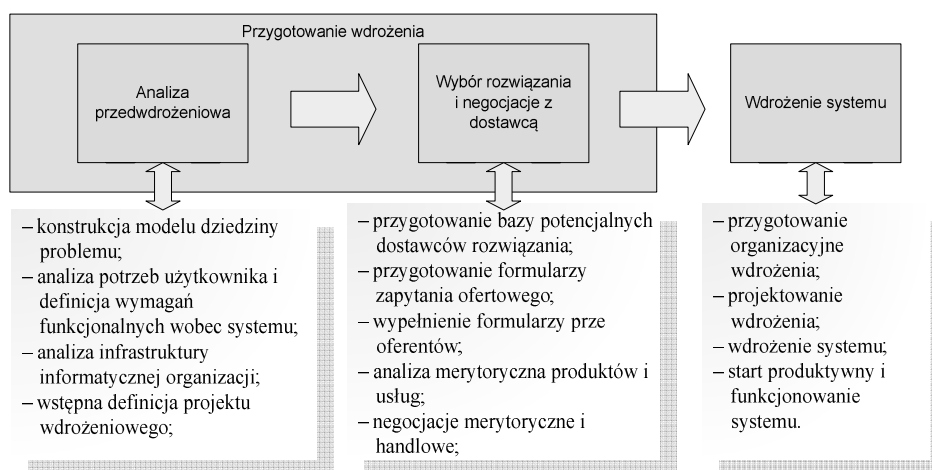 Przygotowanie wdrożenia
Analiza
przedwdrożeniowa
Wybór rozwiązania
i negocjacje z
dostawcą
Wdrożenie systemu
– konstrukcja modelu dziedziny
problemu;
– analiza potrzeb użytkownika i
definicja wymagań
funkcjonalnych wobec systemu;
– analiza infrastruktury
informatycznej organizacji;
– wstępna definicja projektu
wdrożeniowego;
– przygotowanie bazy potencjalnych
dostawców rozwiązania;
– przygotowanie formularzy
zapytania ofertowego;
– wypełnienie formularzy prze
oferentów;
– analiza merytoryczna produktów i
usług;
– negocjacje merytoryczne i
handlowe;
– przygotowanie
organizacyjne
wdrożenia;
– projektowanie
wdrożenia;
– wdrożenie systemu;
– start produktywny i
funkcjonowanie
systemu.